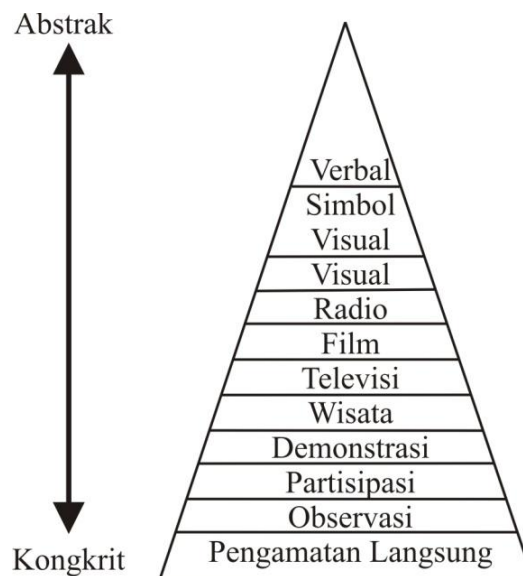 Abstrak
Verbal
Simbol
Visual
Visual
Radio
Film
Televisi
Wisata
Demonstrasi
Partisipasi
Observasi
Pengamatan Langsung
Kongkrit